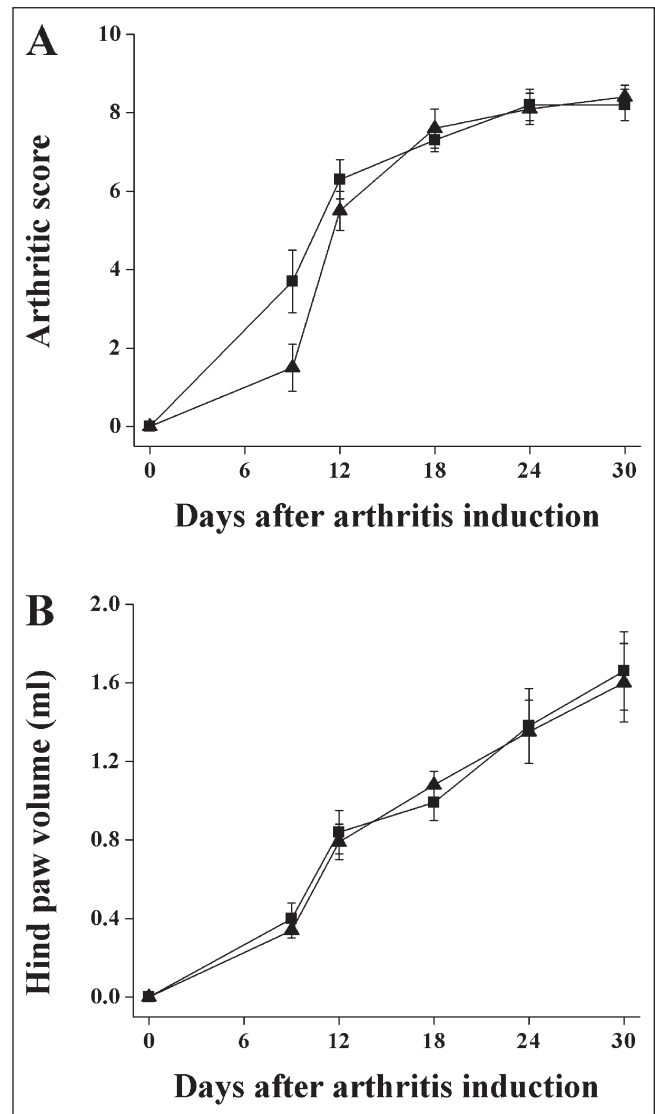 A
10
8
6
4
2
0
Arthritic score
0 6 12 18 24 30
Days after arthritis induction
B
2.0
1.6
1.2
0.8
0.4
0.0
Hind paw volume (ml)
0 6 12 18 24 30
Days after arthritis induction